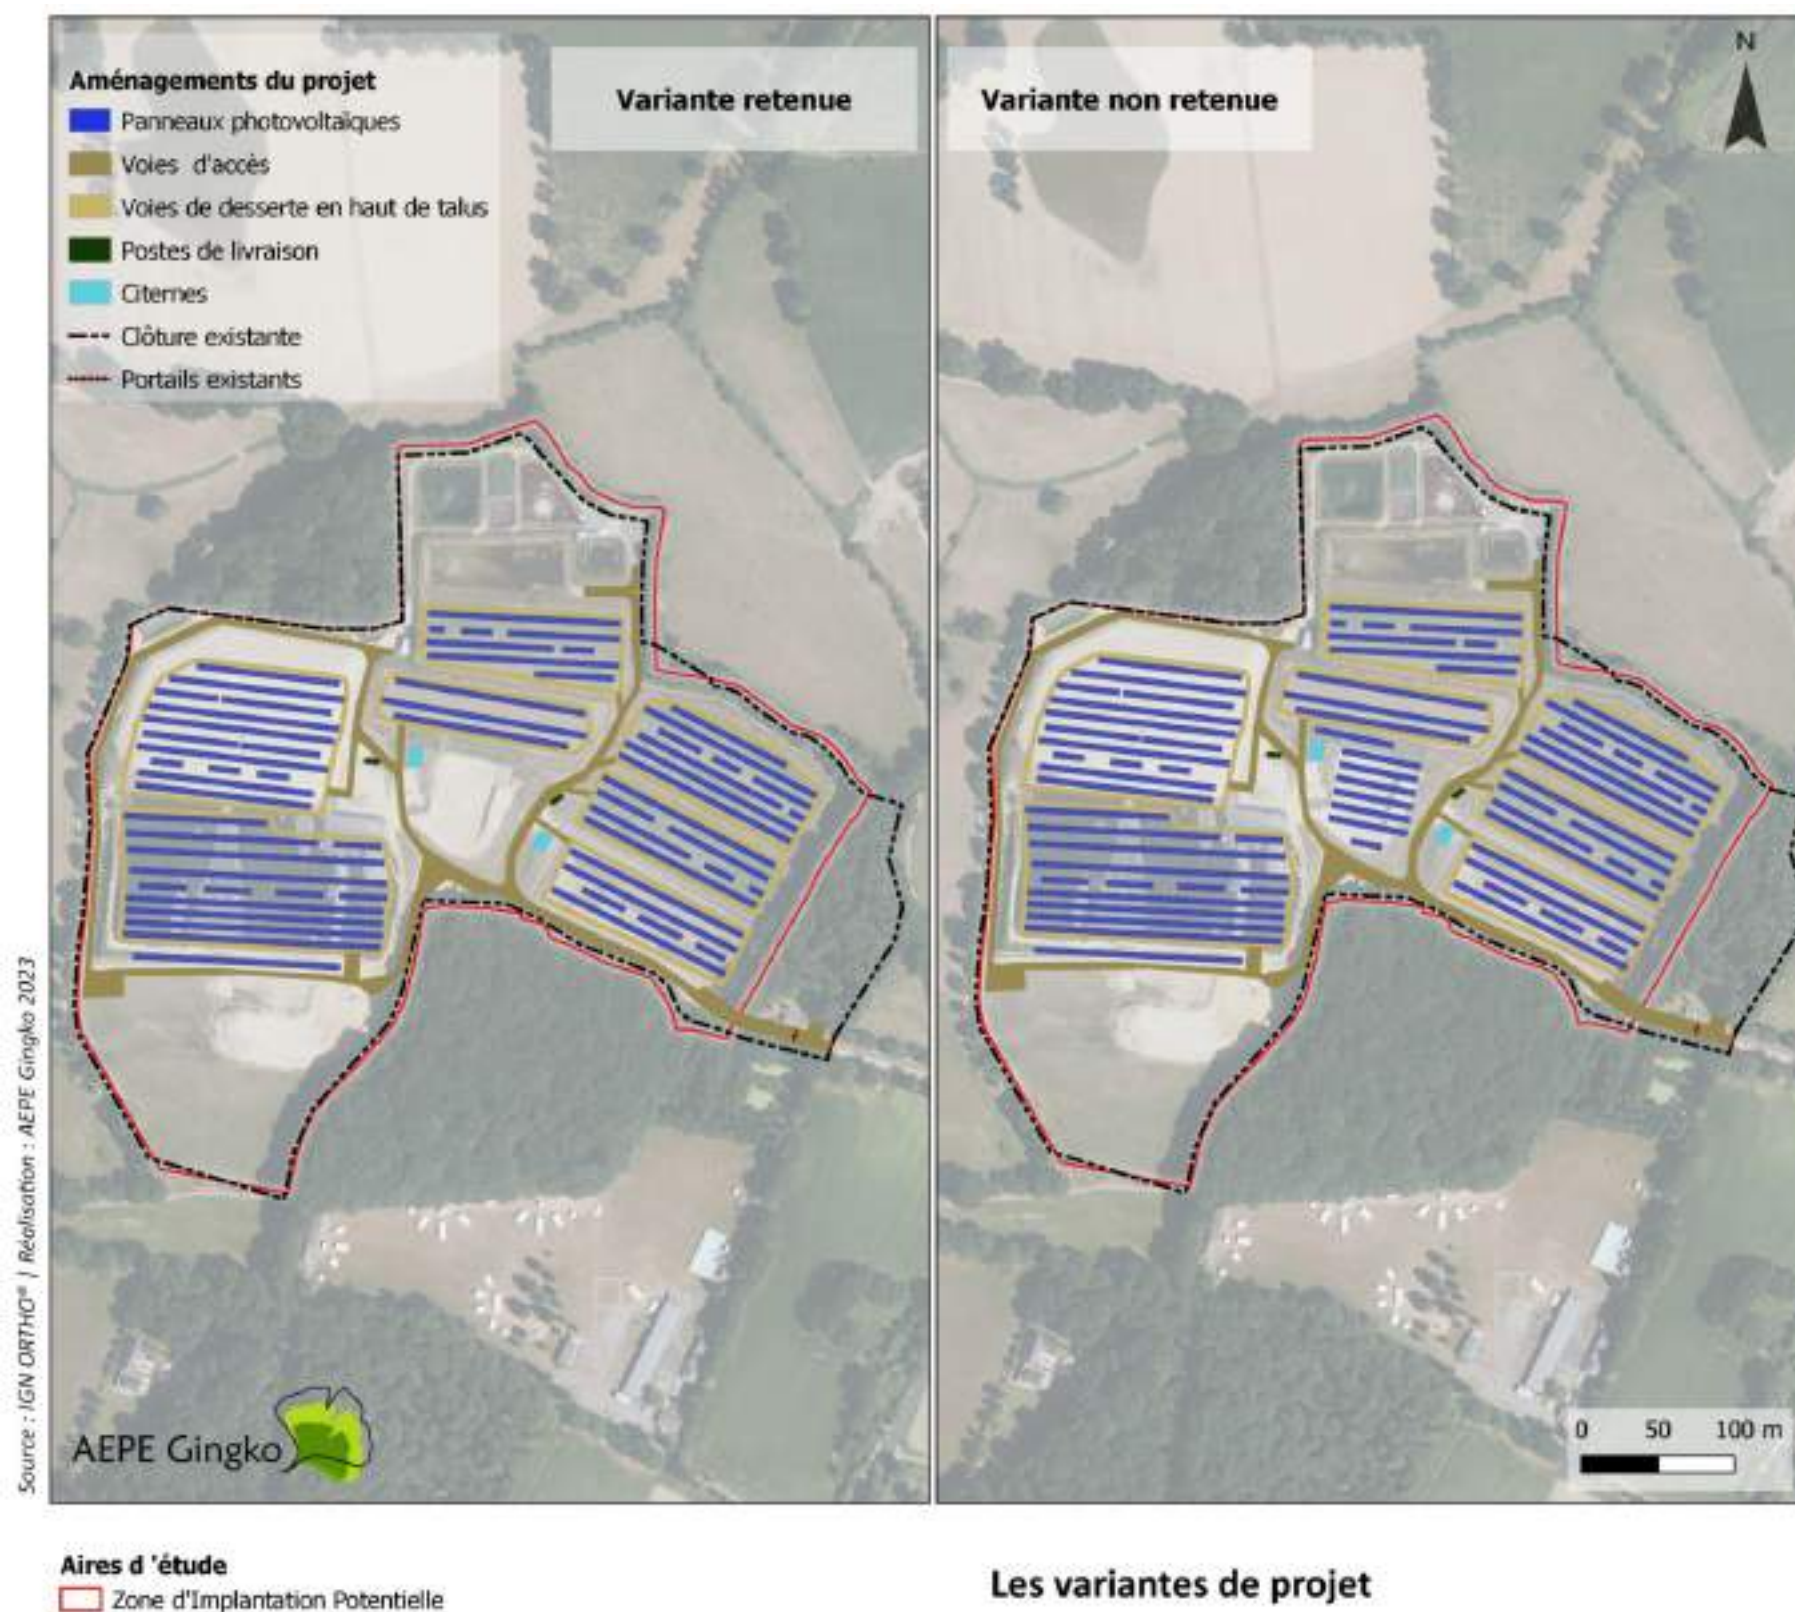 Aménagements du projet
Panneaux photovoltaïques
Voies d'accès
Voies de desserte en haut de talus
Postes de livraison
Citernes
Clôture existante
Portails existants
Variante retenue
Variante non retenue
N
Source : IGN ORTHO® | Réalisation : AEPE Gingko 2023
AEPE Gingko
0 50 100 m
Aires d 'étude
Zone d'Implantation Potentielle
Les variantes de projet